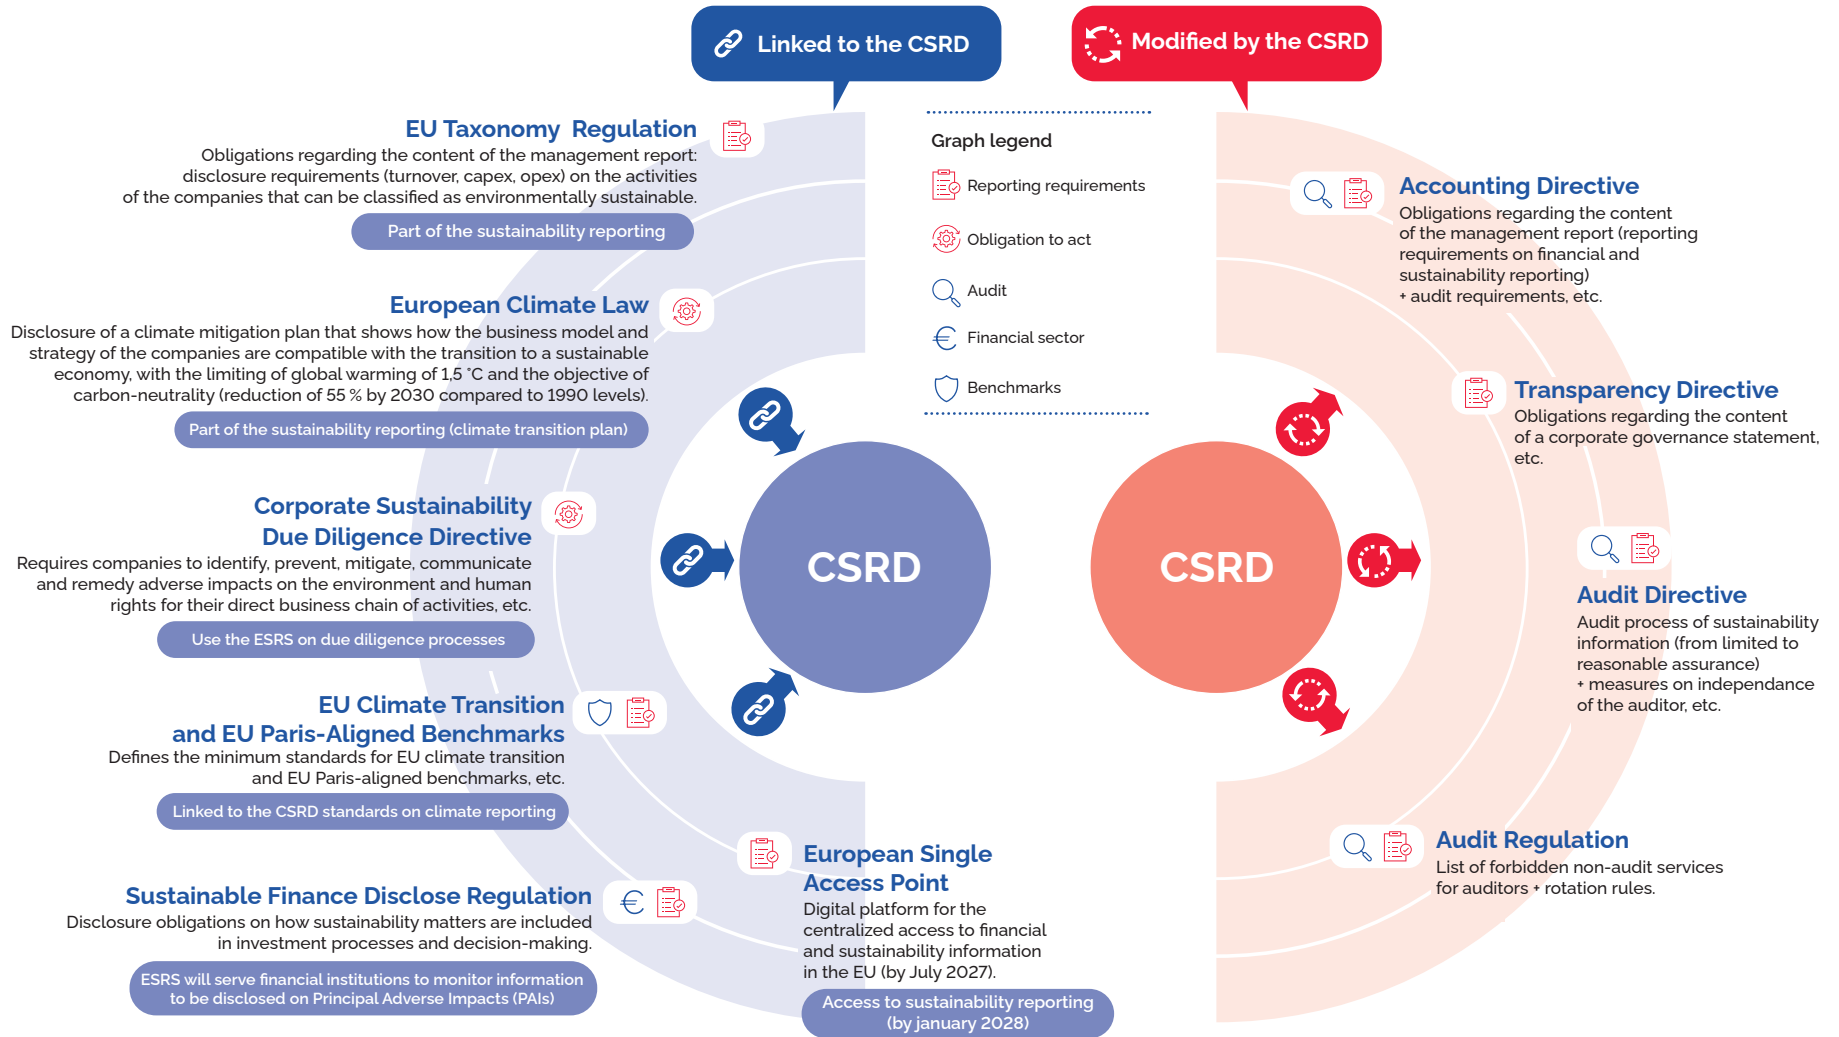 Linked to the CSRD
Modified by the CSRD
EU Taxonomy Regulation
Obligations regarding the content of the management report:
disclosure requirements (turnover, capex, opex) on the activities
of the companies that can be classified as environmentally sustainable.
Part of the sustainability reporting
European Climate Law
Disclosure of a climate mitigation plan that shows how the business model and
strategy of the companies are compatible with the transition to a sustainable
economy, with the limiting of global warming of 1,5 °C and the objective of
carbon-neutrality (reduction of 55 % by 2030 compared to 1990 levels).
Part of the sustainability reporting (climate transition plan)
Corporate Sustainability
Due Diligence Directive
Requires companies to identify, prevent, mitigate, communicate
and remedy adverse impacts on the environment and human
rights for their direct business chain of activities, etc.
Use the ESRS on due diligence processes
EU Climate Transition
and EU Paris-Aligned Benchmarks
Defines the minimum standards for EU climate transition
and EU Paris-aligned benchmarks, etc.
Linked to the CSRD standards on climate reporting
Sustainable Finance Disclose Regulation
Disclosure obligations on how sustainability matters are included
in investment processes and decision-making.
ESRS will serve financial institutions to monitor information
to be disclosed on Principal Adverse Impacts (PAIs)
European Single
Access Point
Digital platform for the
centralized access to financial
and sustainability information
in the EU (by July 2027).
Access to sustainability reporting
(by january 2028)
CSRD
Graph legend
Reporting requirements
Obligation to act
Audit
Financial sector
Benchmarks
CSRD
Accounting Directive
Obligations regarding the content
of the management report (reporting
requirements on financial and
sustainability reporting)
+ audit requirements, etc.
Transparency Directive
Obligations regarding the content
of a corporate governance statement,
etc.
Audit Directive
Audit process of sustainability
information (from limited to
reasonable assurance)
+ measures on independance
of the auditor, etc.
Audit Regulation
List of forbidden non-audit services
for auditors + rotation rules.